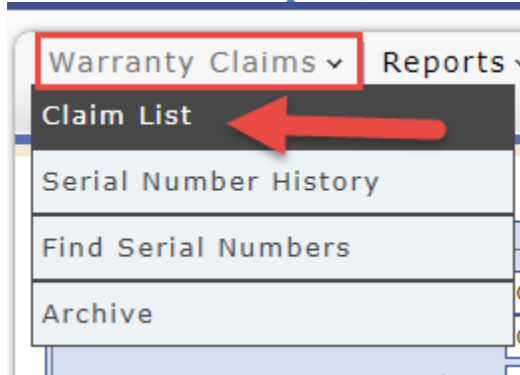 Warranty Claims Reports
Claim List
Serial Number History
Find Serial Numbers
Archive